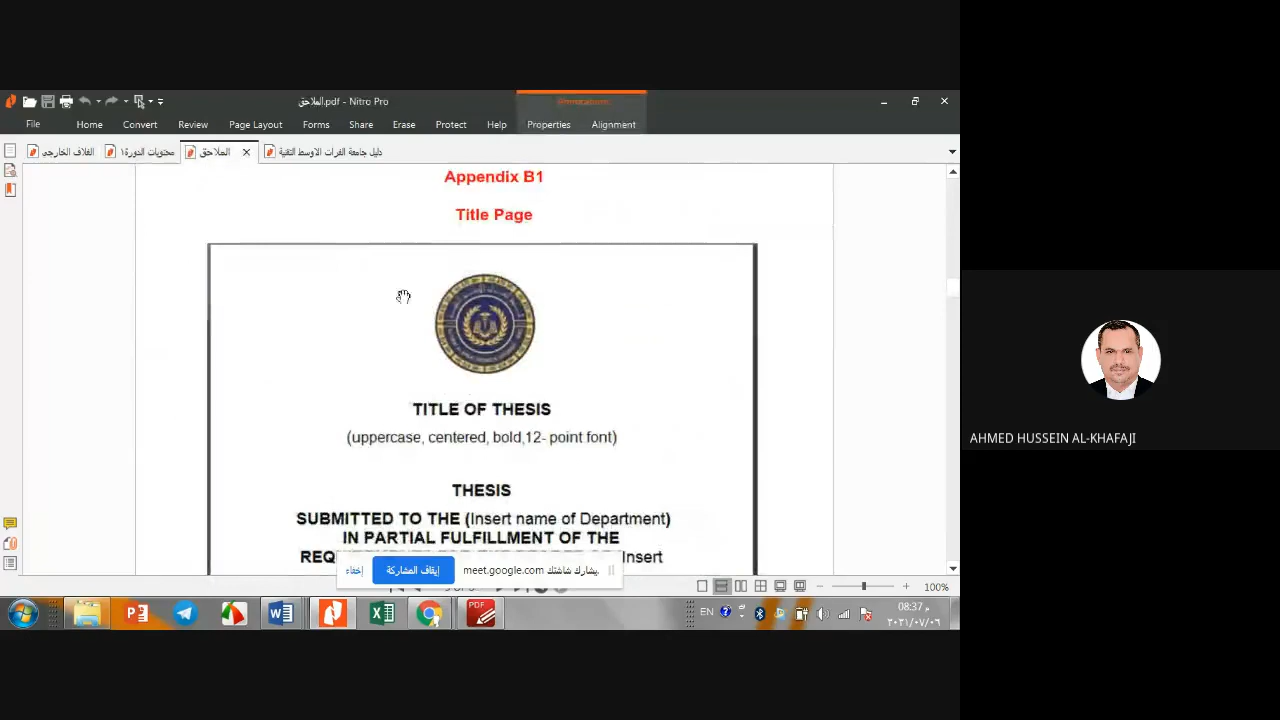 الملاحق.pdf - Nitro Pro
File Home Convert Review Page Layout Forms Share Erase Protect Help Properties Alignment
الغلاف الخارجي محتويات الدورة١ الملاحق دليل جامعة الفرات الاوسط التقنية
Appendix B1
Title Page
TITLE OF THESIS
(uppercase, centered, bold,12- point font)
THESIS
SUBMITTED TO THE (Insert name of Department)
IN PARTIAL FULFILLMENT OF THE
REQ
Insert
meet.google.com يشارك شاشتك.
إيقاف المشاركة
إخفاء
100%
EN
08:37 م
٢٠٢١/٠٧/٠٦
PDF
AHMED HUSSEIN AL-KHAFAJI